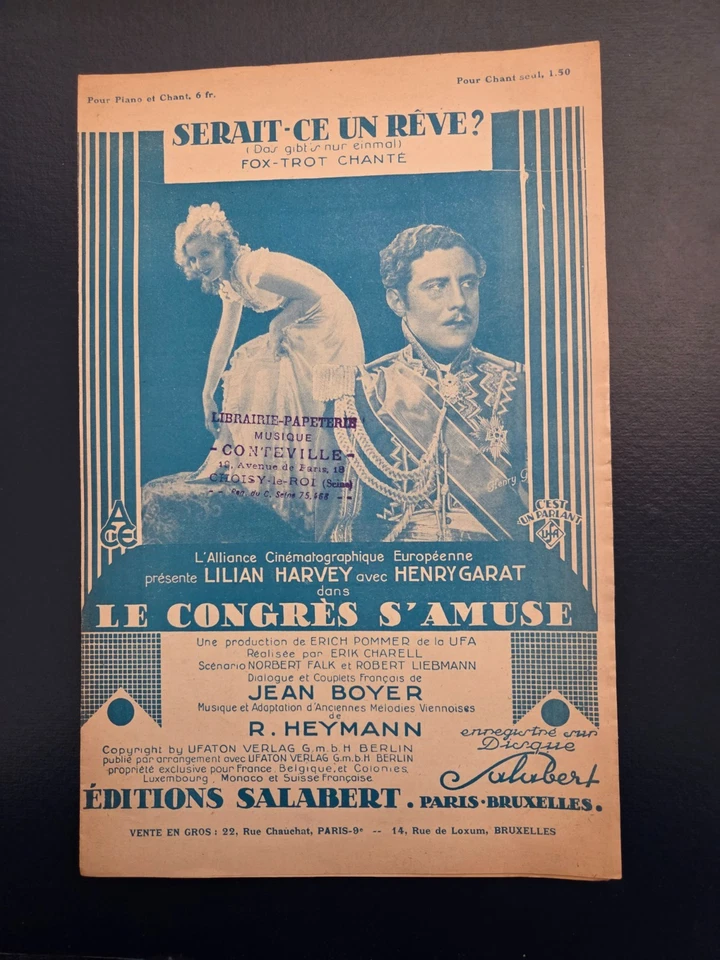 Pour Piano et Chant, 6 fr.
Pour Chant seul, 1.50
SERAIT-CE UN RÊVE?
(Das gibt's nur einmal)
FOX-TROT CHANTÉ
LIBRAIRIE-PAPETERIE
MUSIQUE
- CONTEVILLE -
18, Avenue de Paris, 18
CHOISY-le-ROI (Seine)
Henry G
ACE
C'EST
UN PARLANT
Ufa
L'Alliance Cinématographique Européenne
présente LILIAN HARVEY avec HENRY GARAT
dans
LE CONGRÈS S'AMUSE
Une production de ERICH POMMER de la UFA
Réalisée par ERIK CHARELL
Scénario NORBERT FALK et ROBERT LIEBMANN
Dialogue et Couplets Français de
JEAN BOYER
Musique et Adaptation d'Anciennes Mélodies Viennoises
de
R. HEYMANN
enregistré sur
Disque
Salabert
Copyright by UFATON VERLAG G.m.b.H BERLIN
publié par arrangement avec UFATON VERLAG G.m.b.H BERLIN
propriété exclusive pour France, Belgique, et Colonies,
Luxembourg, Monaco et Suisse Française.
ÉDITIONS SALABERT. PARIS-BRUXELLES.
VENTE EN GROS : 22, Rue Chauchat, PARIS-9e -- 14, Rue de Loxum, BRUXELLES